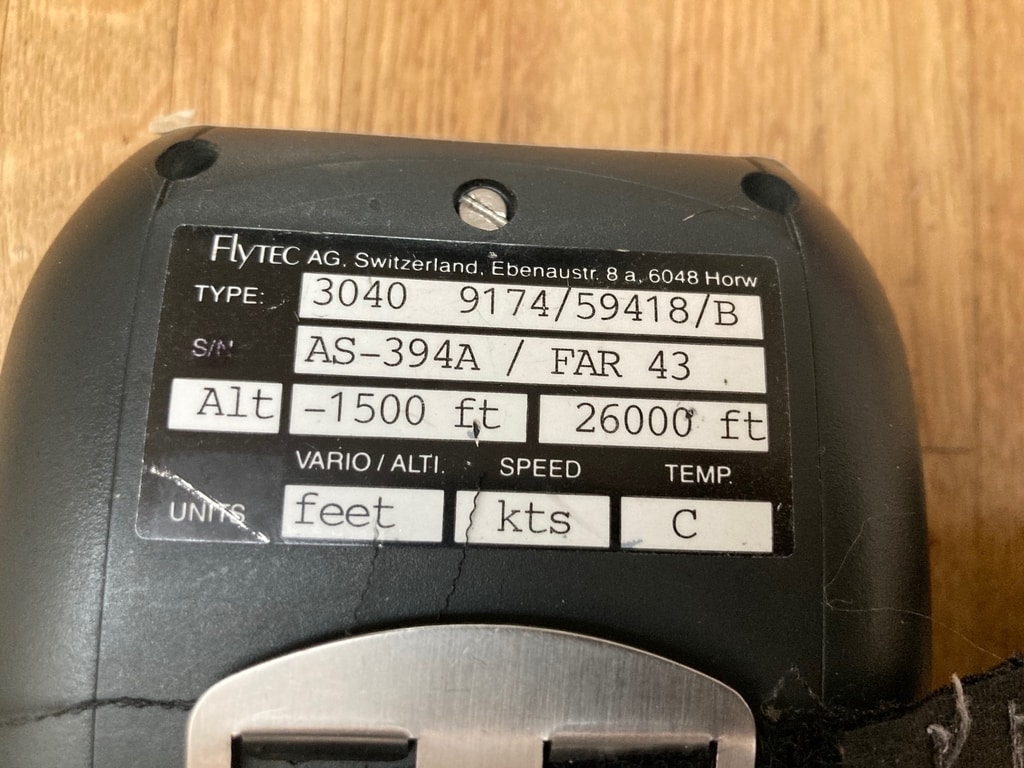 FlyTEC AG, Switzerland, Ebenaustr. 8 a, 6048 Horw
TYPE: 3040 9174/59418/B
S/N AS-394A / FAR 43
Alt -1500 ft 26000 ft
VARIO / ALTI. SPEED TEMP.
UNITS feet kts C